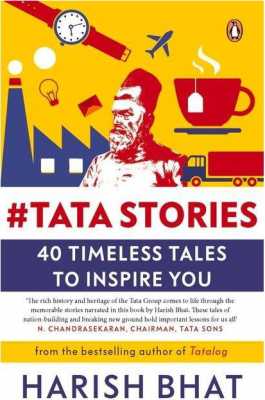 #TATA STORIES
40 TIMELESS TALES
TO INSPIRE YOU
'The rich history and heritage of the Tata Group comes to life through the
memorable stories narrated in this book by Harish Bhat. These tales of
nation-building and breaking new ground hold important lessons for us all'
N. CHANDRASEKARAN, CHAIRMAN, TATA SONS
from the bestselling author of Tatalog
HARISH BHAT